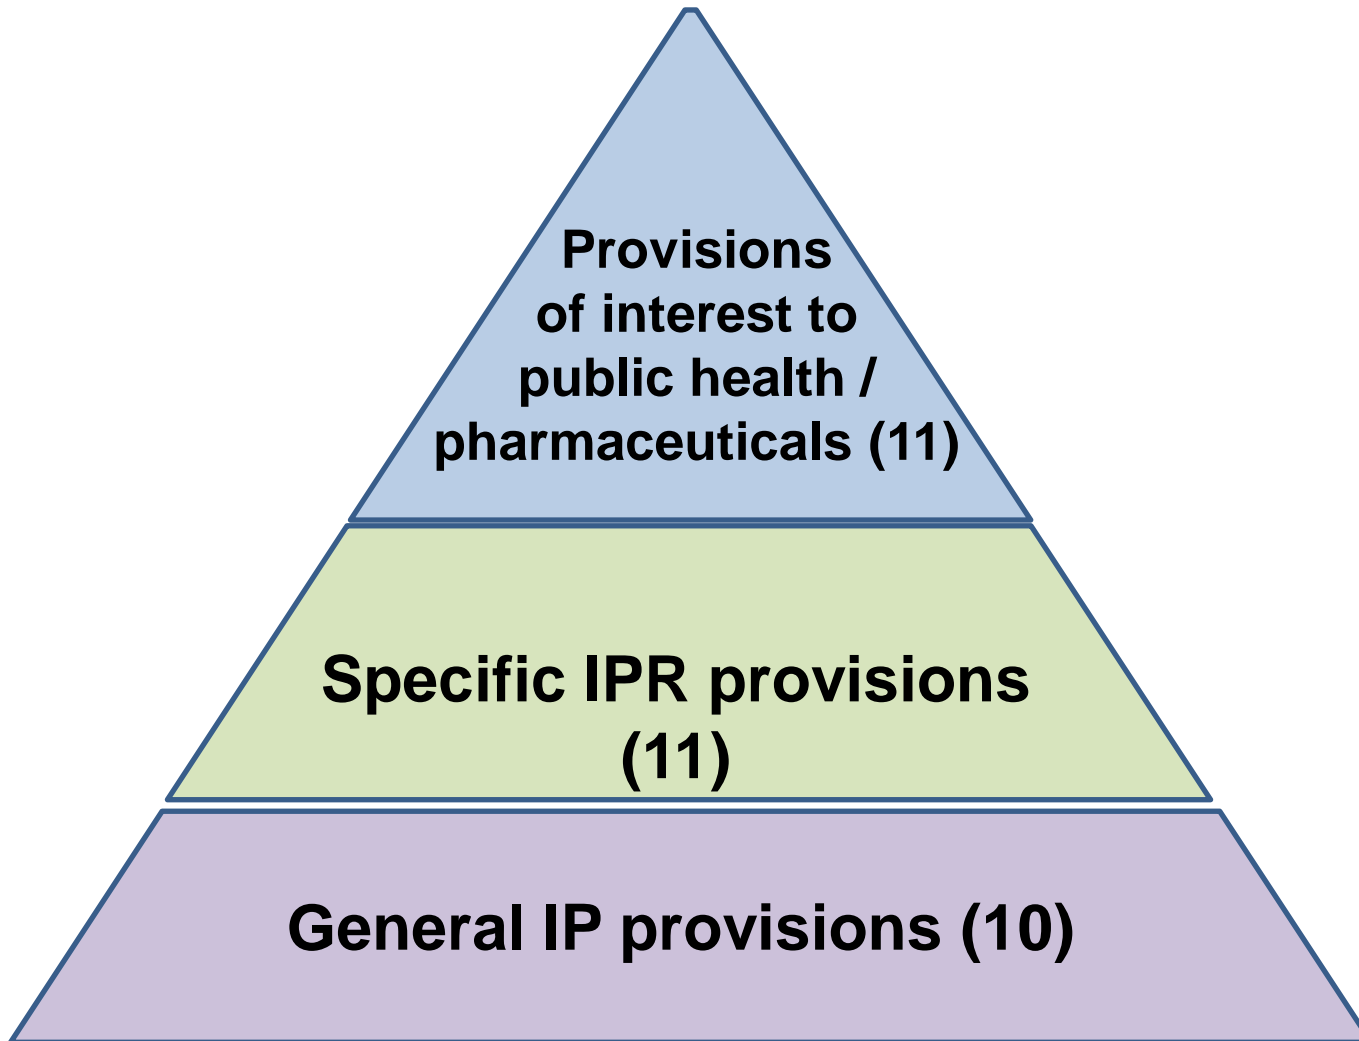 Provisions
of interest to
public health /
pharmaceuticals (11)
Specific IPR provisions
(11)
General IP provisions (10)